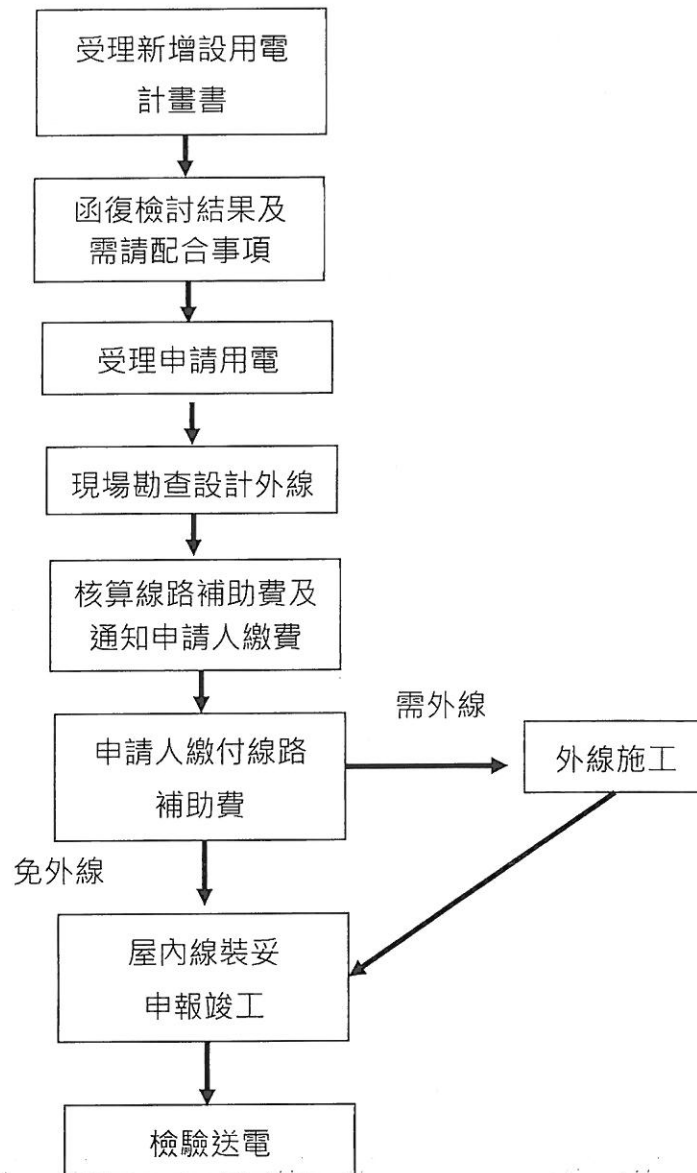 受理新增設用電
計畫書
函復檢討結果及
需請配合事項
受理申請用電
現場勘查設計外線
核算線路補助費及
通知申請人繳費
申請人繳付線路
補助費
需外線
外線施工
免外線
屋內線裝妥
申報竣工
檢驗送電